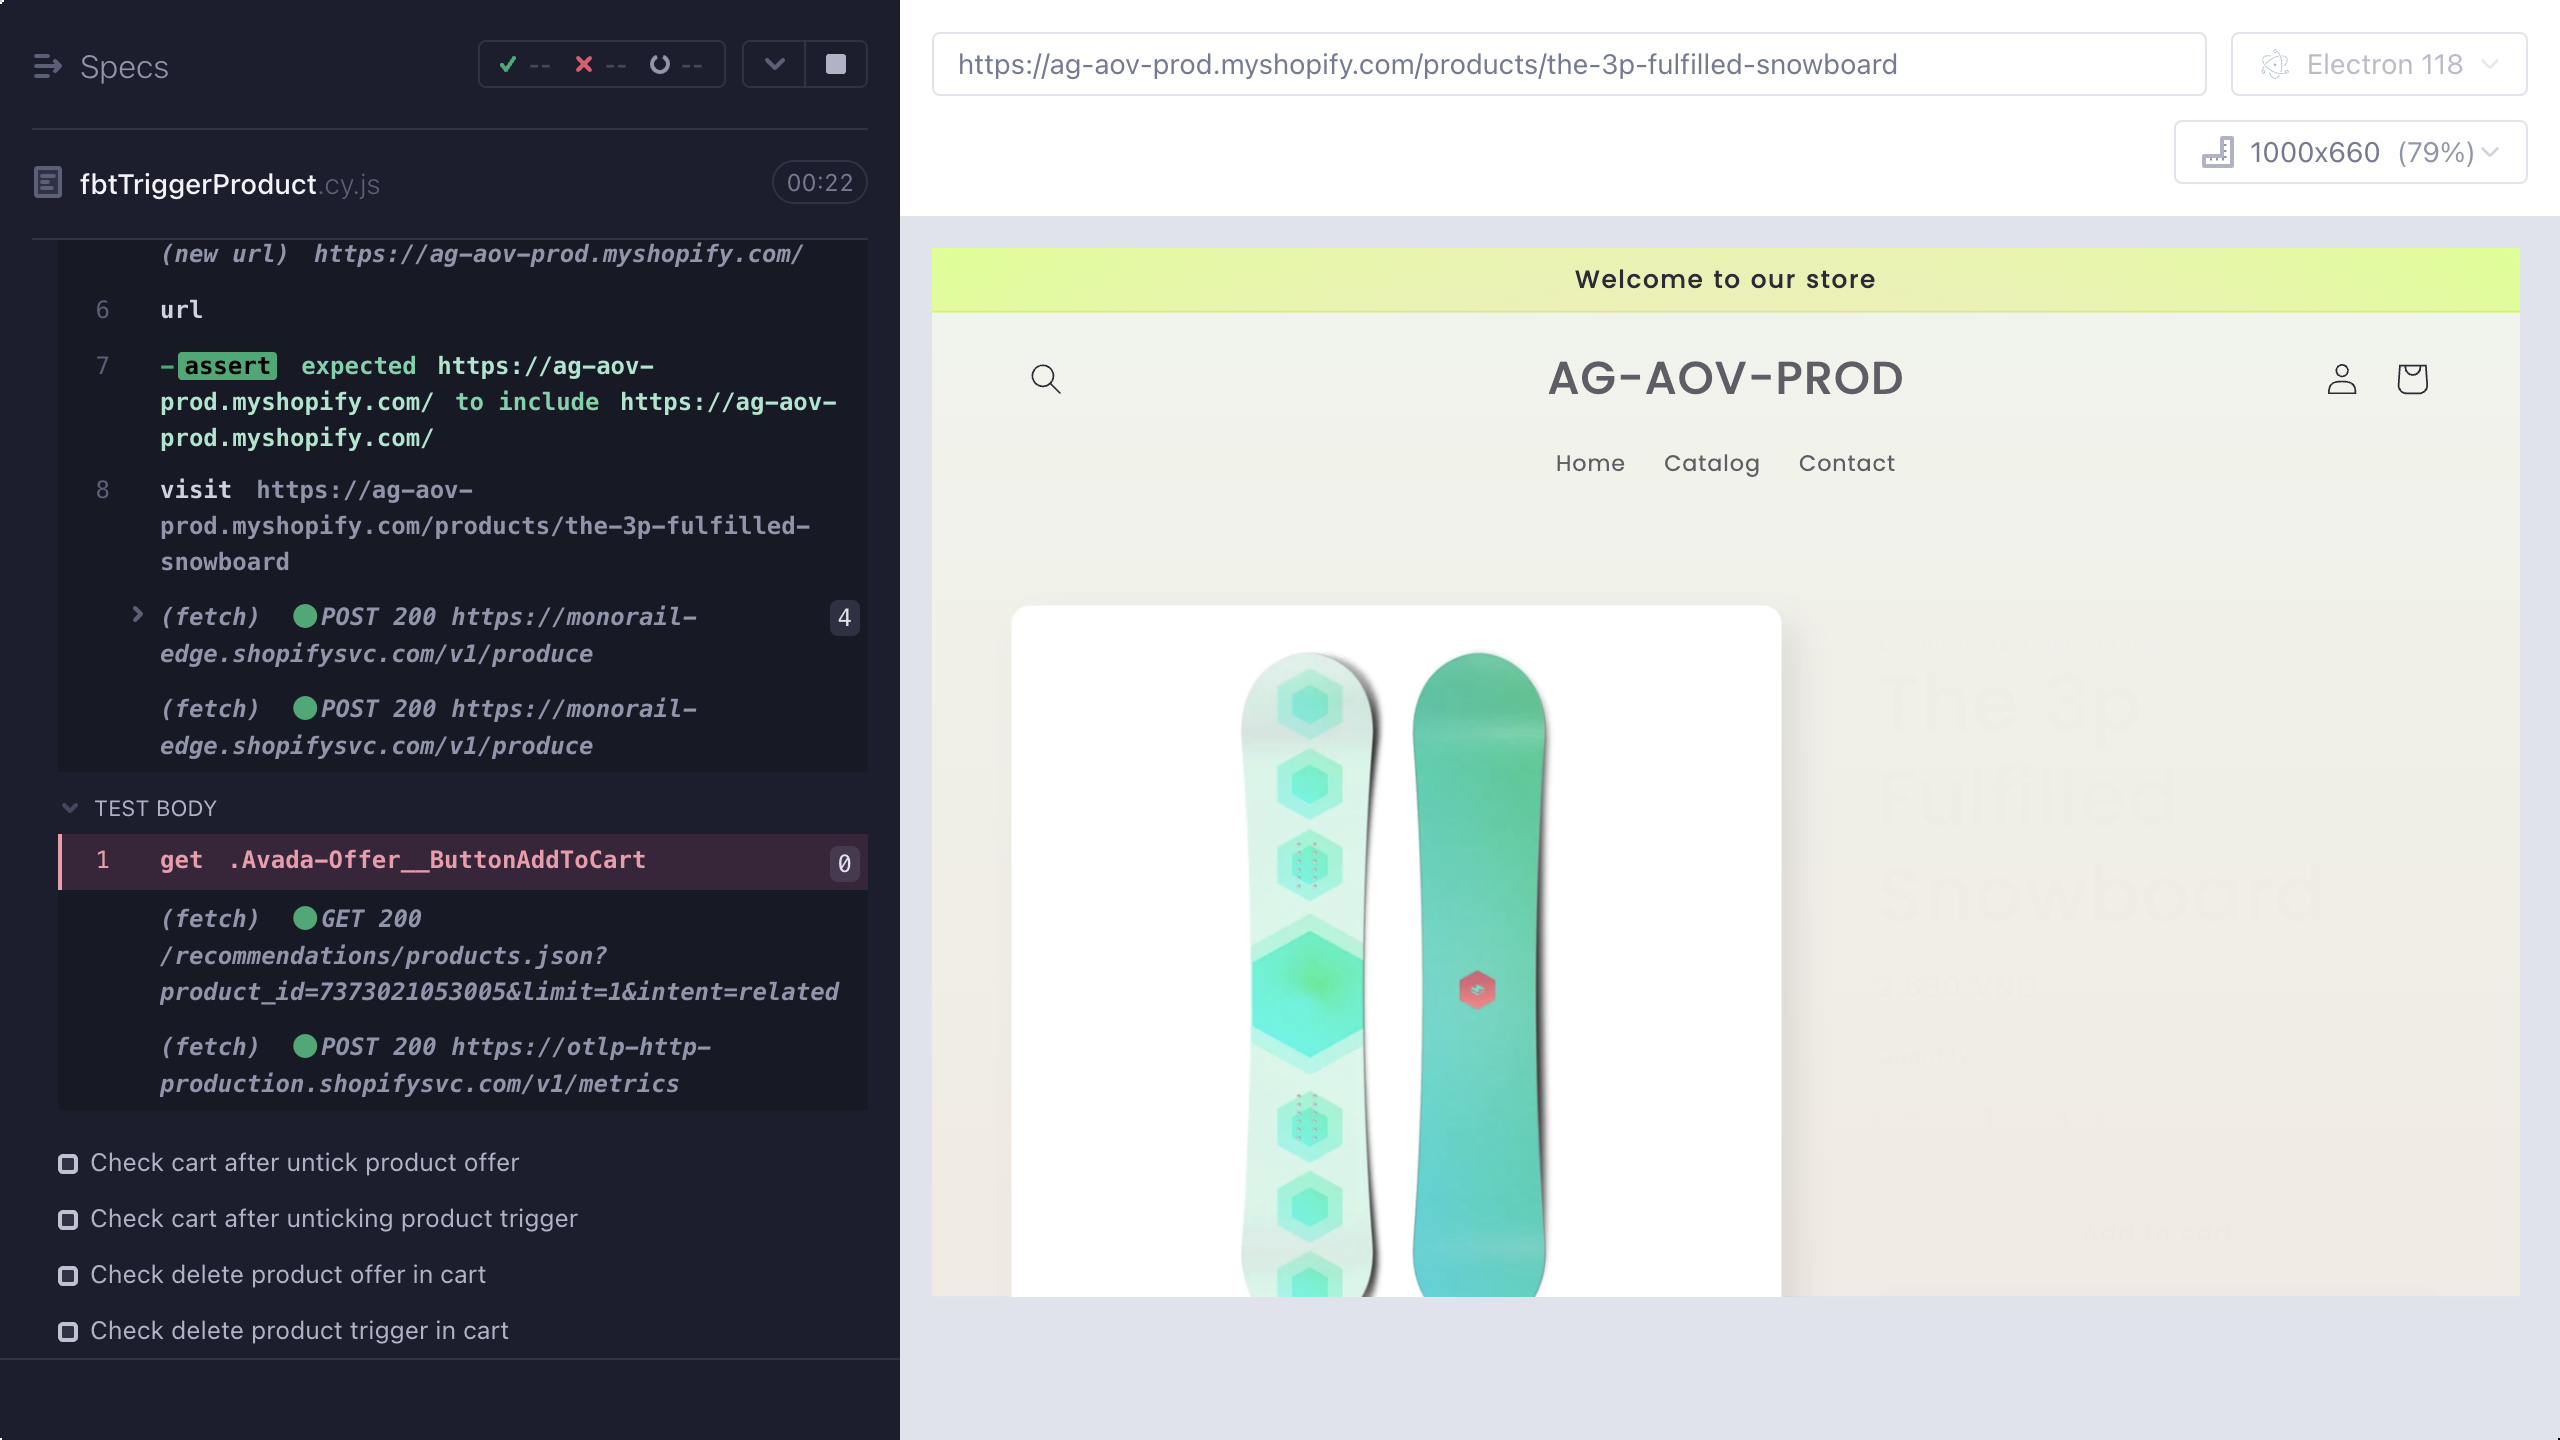 Specs
-- -- --
fbtTriggerProduct.cy.js
00:22
(new url) https://ag-aov-prod.myshopify.com/
6 url
7 -assert expected https://ag-aov-
prod.myshopify.com/ to include https://ag-aov-
prod.myshopify.com/
8 visit https://ag-aov-
prod.myshopify.com/products/the-3p-fulfilled-
snowboard
(fetch) POST 200 https://monorail-
edge.shopifysvc.com/v1/produce
4
(fetch) POST 200 https://monorail-
edge.shopifysvc.com/v1/produce
TEST BODY
1 get .Avada-Offer__ButtonAddToCart 0
(fetch) GET 200
/recommendations/products.json?
product_id=7373021053005&limit=1&intent=related
(fetch) POST 200 https://otlp-http-
production.shopifysvc.com/v1/metrics
Check cart after untick product offer
Check cart after unticking product trigger
Check delete product offer in cart
Check delete product trigger in cart
https://ag-aov-prod.myshopify.com/products/the-3p-fulfilled-snowboard
Electron 118
1000x660 (79%)
Welcome to our store
AG-AOV-PROD
Home Catalog Contact
The 3p
Fulfilled
Snowboard
Add to cart